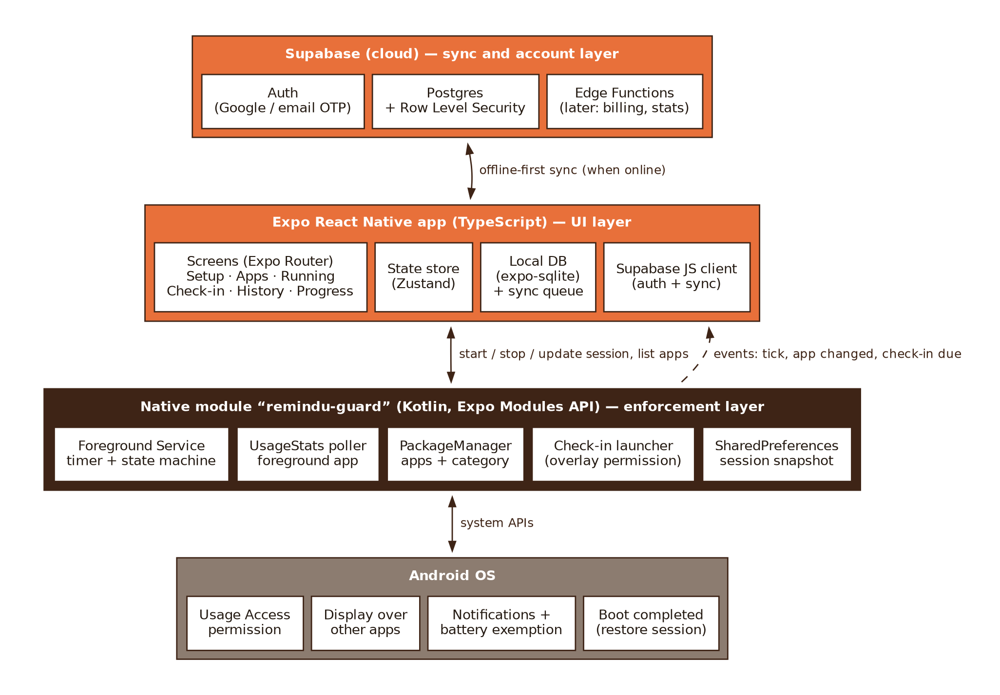 Supabase (cloud) — sync and account layer
Auth
(Google / email OTP)
Postgres
+ Row Level Security
Edge Functions
(later: billing, stats)
offline-first sync (when online)
Expo React Native app (TypeScript) — UI layer
Screens (Expo Router)
Setup · Apps · Running
Check-in · History · Progress
State store
(Zustand)
Local DB
(expo-sqlite)
+ sync queue
Supabase JS client
(auth + sync)
start / stop / update session, list apps
events: tick, app changed, check-in due
Native module “remindu-guard” (Kotlin, Expo Modules API) — enforcement layer
Foreground Service
timer + state machine
UsageStats poller
foreground app
PackageManager
apps + category
Check-in launcher
(overlay permission)
SharedPreferences
session snapshot
system APIs
Android OS
Usage Access
permission
Display over
other apps
Notifications +
battery exemption
Boot completed
(restore session)